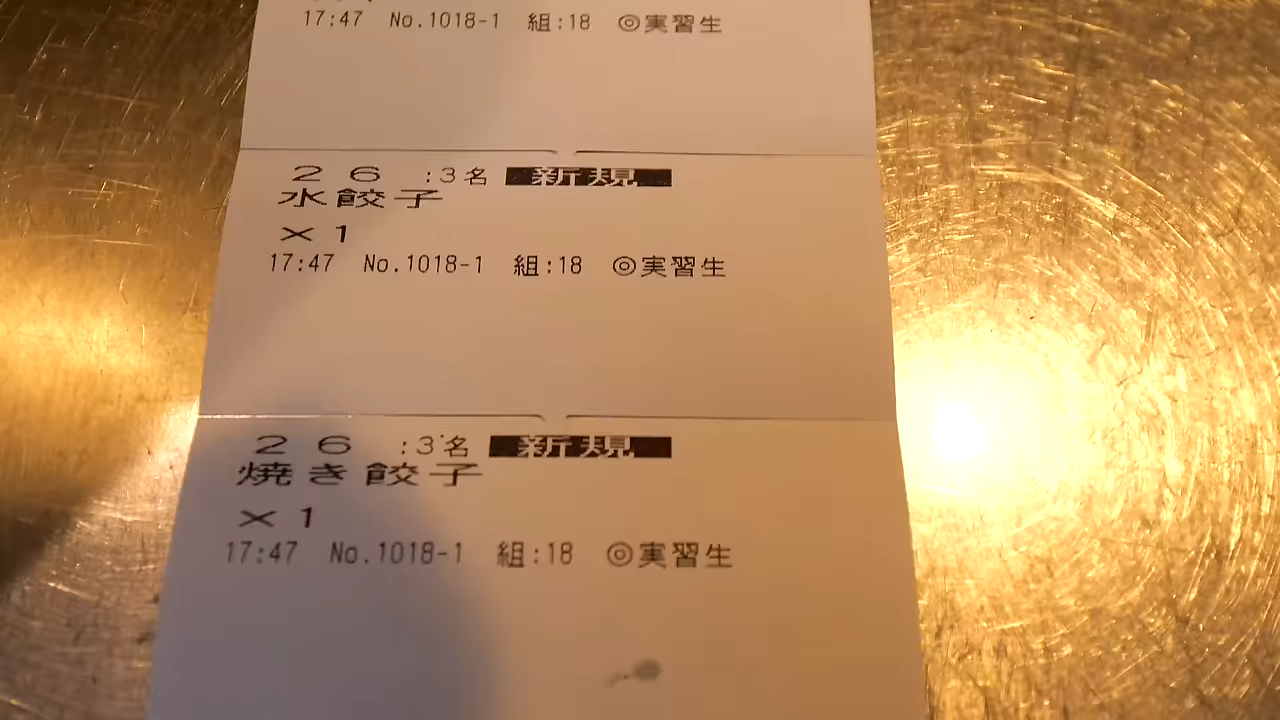 17:47 No.1018-1 組:18 ◎実習生
26 :3名 新規
水餃子
×1
17:47 No.1018-1 組:18 ◎実習生
26 :3名 新規
焼き餃子
×1
17:47 No.1018-1 組:18 ◎実習生